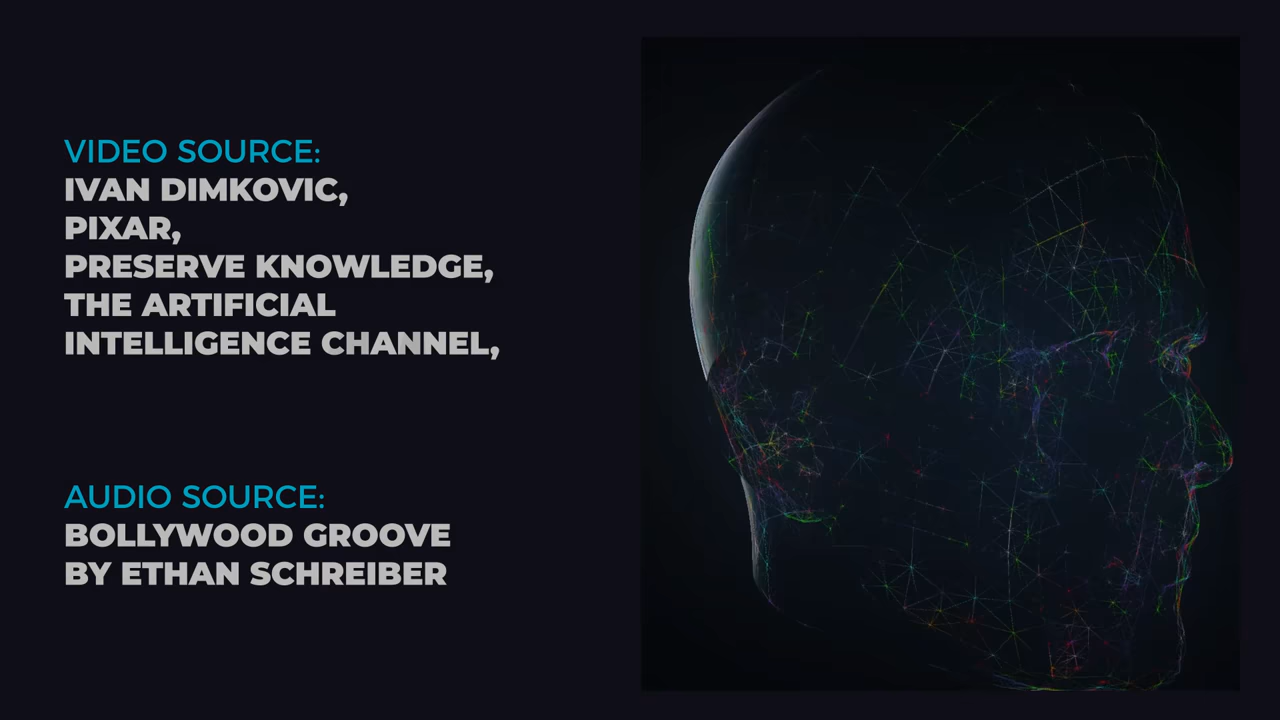 VIDEO SOURCE:
IVAN DIMKOVIC,
PIXAR,
PRESERVE KNOWLEDGE,
THE ARTIFICIAL
INTELLIGENCE CHANNEL,
AUDIO SOURCE:
BOLLYWOOD GROOVE
BY ETHAN SCHREIBER